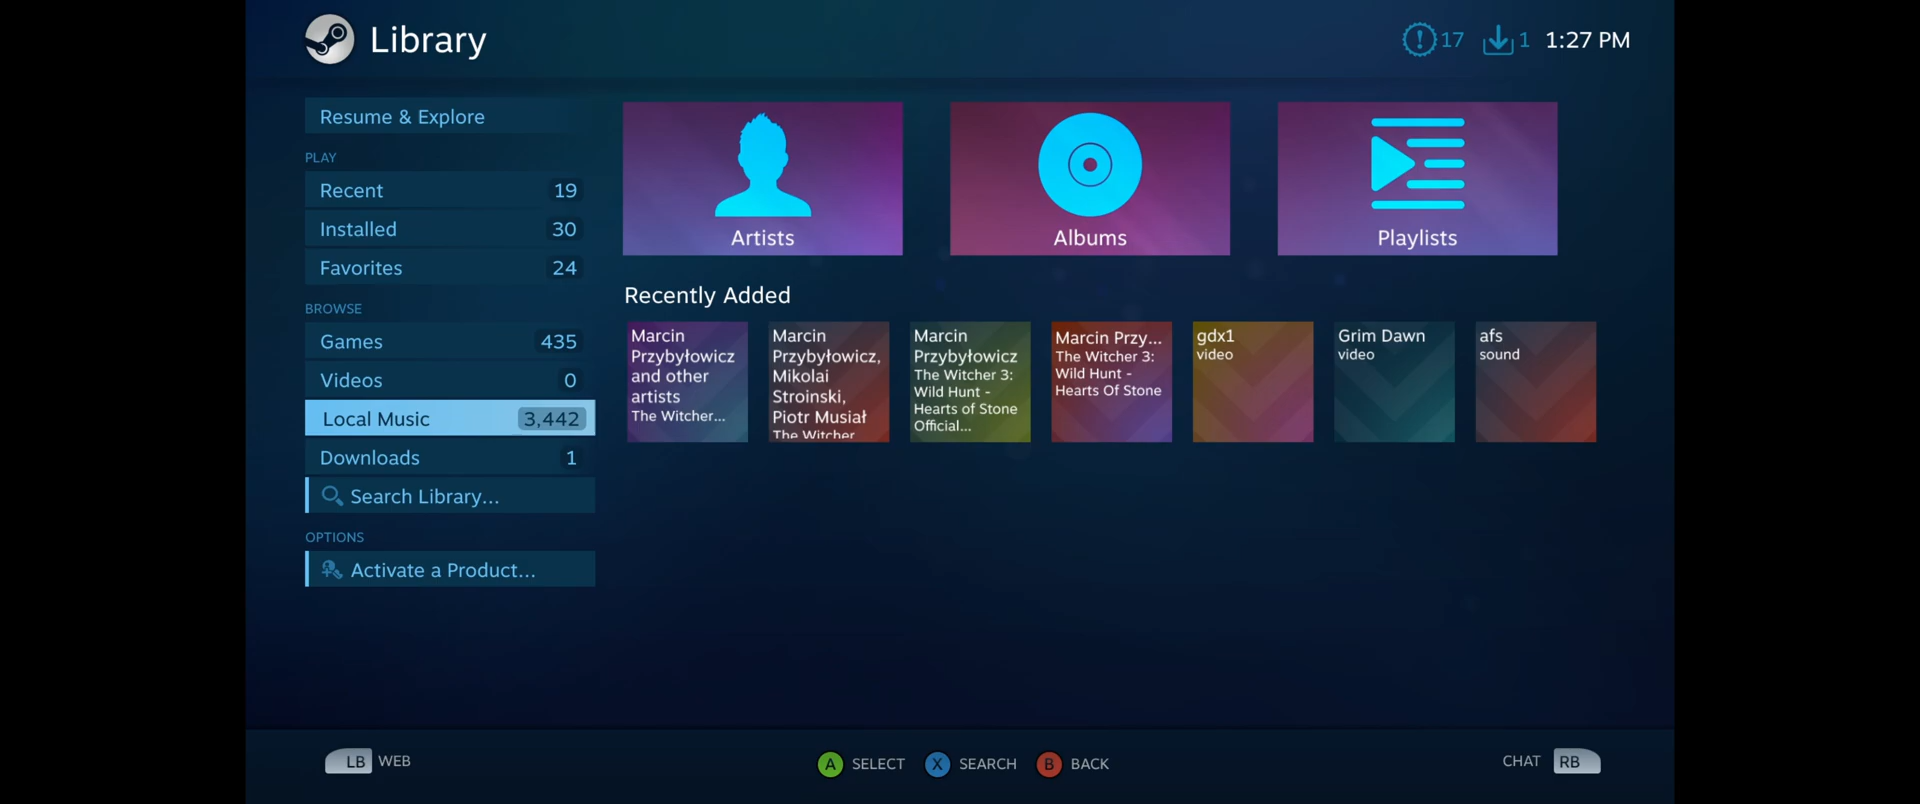 Library
17
1
1:27 PM
Resume & Explore
PLAY
Recent 19
Installed 30
Favorites 24
BROWSE
Games 435
Videos 0
Local Music 3,442
Downloads 1
Search Library...
OPTIONS
Activate a Product...
Artists
Albums
Playlists
Recently Added
Marcin
Przybyłowicz
and other
artists
The Witcher...
Marcin
Przybyłowicz,
Mikolai
Stroinski,
Piotr Musiał
The Witcher
Marcin
Przybyłowicz
The Witcher 3:
Wild Hunt -
Hearts of Stone
Official...
Marcin Przy...
The Witcher 3:
Wild Hunt -
Hearts Of Stone
gdx1
video
Grim Dawn
video
afs
sound
LB WEB
A SELECT
X SEARCH
B BACK
CHAT RB